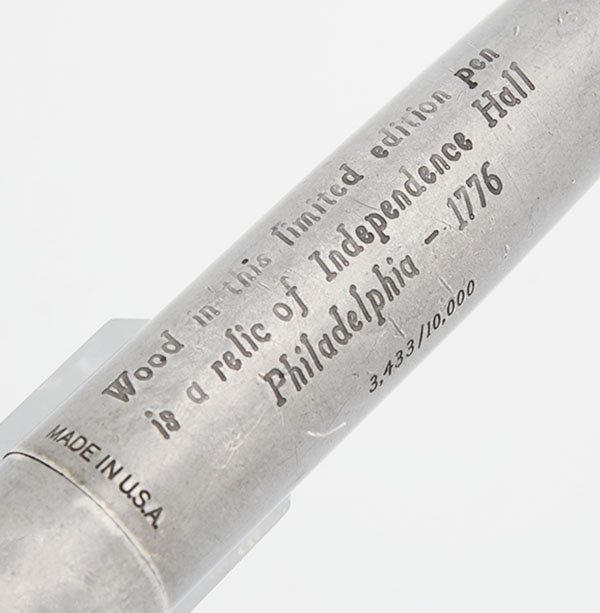 Wood in this limited edition pen
is a relic of Independence Hall
Philadelphia – 1776
3,433/10,000
MADE IN U.S.A.